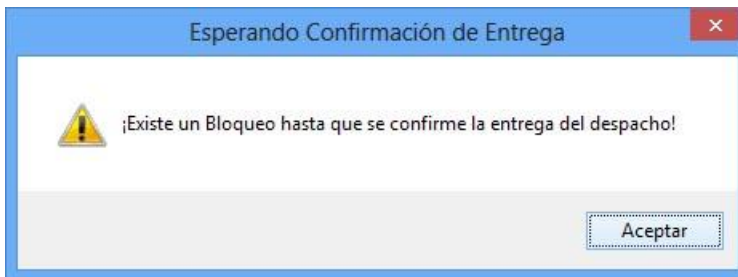 Esperando Confirmación de Entrega
¡Existe un Bloqueo hasta que se confirme la entrega del despacho!
Aceptar